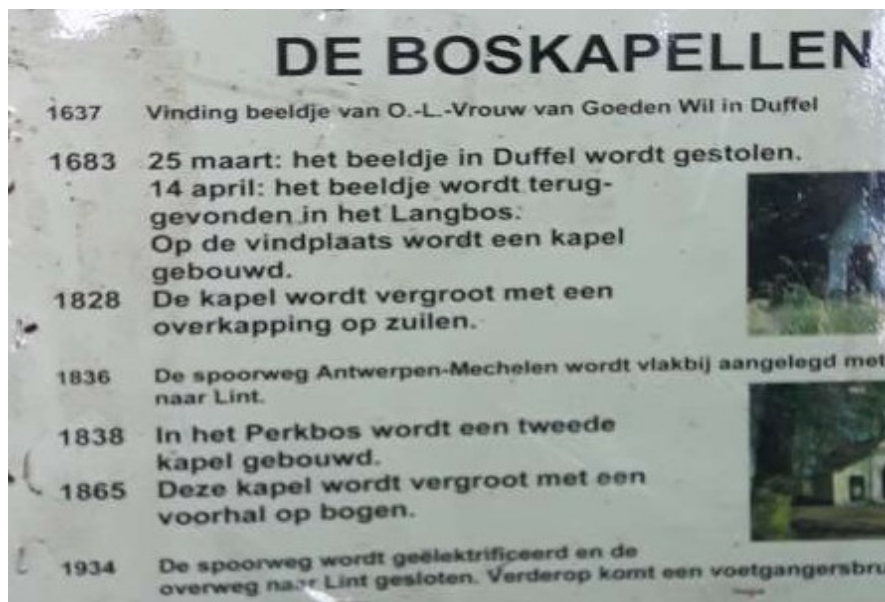 DE BOSKAPELLEN
1637 Vinding beeldje van O.-L.-Vrouw van Goeden Wil in Duffel
1683 25 maart: het beeldje in Duffel wordt gestolen.
14 april: het beeldje wordt terug-
gevonden in het Langbos.
Op de vindplaats wordt een kapel
gebouwd.
1828 De kapel wordt vergroot met een
overkapping op zuilen.
1836 De spoorweg Antwerpen-Mechelen wordt vlakbij aangelegd met
naar Lint.
1838 In het Perkbos wordt een tweede
kapel gebouwd.
1865 Deze kapel wordt vergroot met een
voorhal op bogen.
1934 De spoorweg wordt geëlektrificeerd en de
overweg naar Lint gesloten. Verderop komt een voetgangersbru